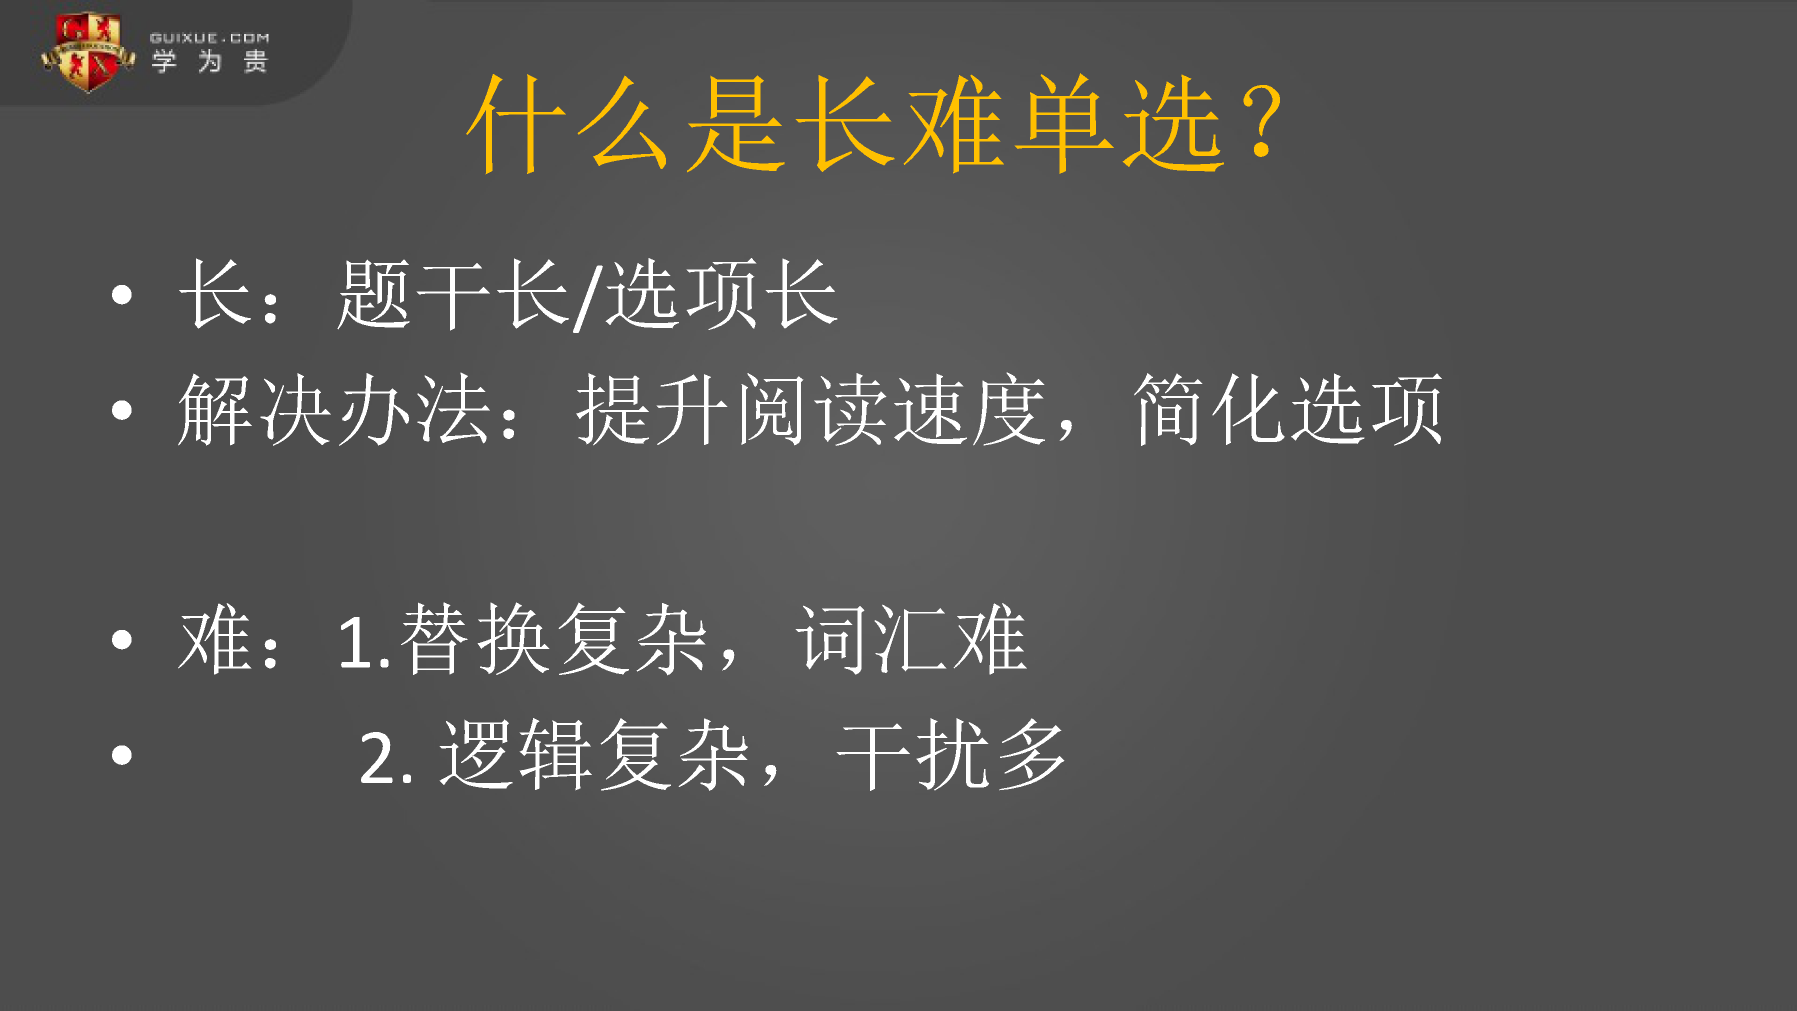 GUIXUE.COM
学为贵
什么是长难单选？
• 长：题干长/选项长
• 解决办法：提升阅读速度，简化选项
• 难：1.替换复杂，词汇难
• 2. 逻辑复杂，干扰多